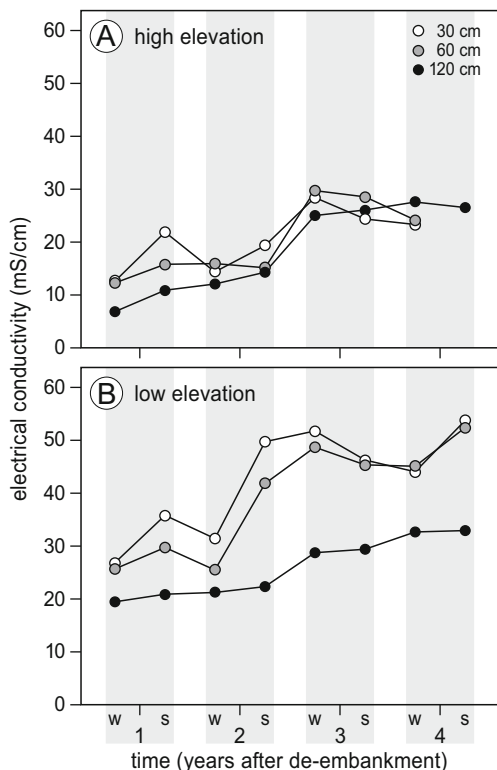 60
50
40
30
20
10
0
A high elevation
30 cm
60 cm
120 cm
electrical conductivity (mS/cm)
60
50
40
30
20
10
0
B low elevation
w s w s w s w s
1 2 3 4
time (years after de-embankment)